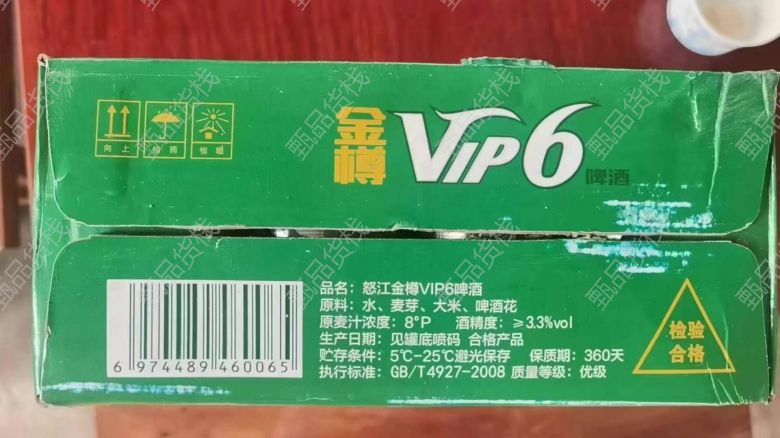 向上 怕雨 怕晒
金樽 VIP6 啤酒
品名：怒江金樽VIP6啤酒
原料：水、麦芽、大米、啤酒花
原麦汁浓度：8°P 酒精度：≥3.3%vol
生产日期：见罐底喷码 合格产品
贮存条件：5℃-25℃避光保存 保质期：360天
执行标准：GB/T4927-2008 质量等级：优级
6 974489 460065
检验
合格
甄品货栈